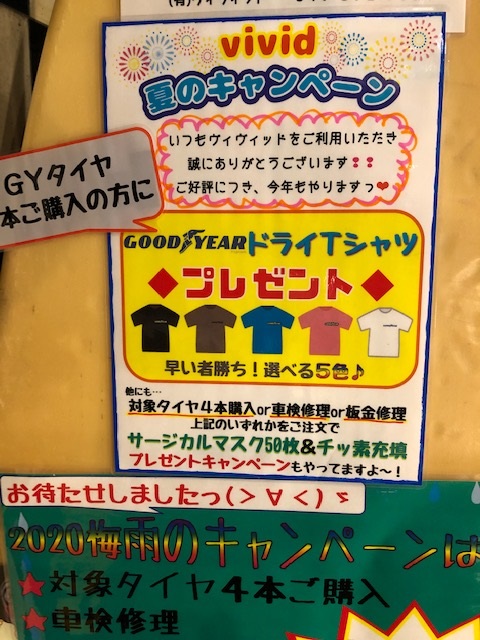 vivid
夏のキャンペーン
いつもヴィヴィッドをご利用いただき
誠にありがとうございます❢❢
ご好評につき、今年もやりますっ❤
GYタイヤ
本ご購入の方に
GOODYEARドライTシャツ
◆プレゼント◆
早い者勝ち!選べる5色♪
他にも…
対象タイヤ4本購入or車検修理or板金修理
上記のいずれかをご注文で
サージカルマスク50枚&チッ素充填
プレゼントキャンペーンもやってますよ〜!
お待たせしましたっ(>∀<)ゞ
2020梅雨のキャンペーンは
★対象タイヤ4本ご購入
★車検修理